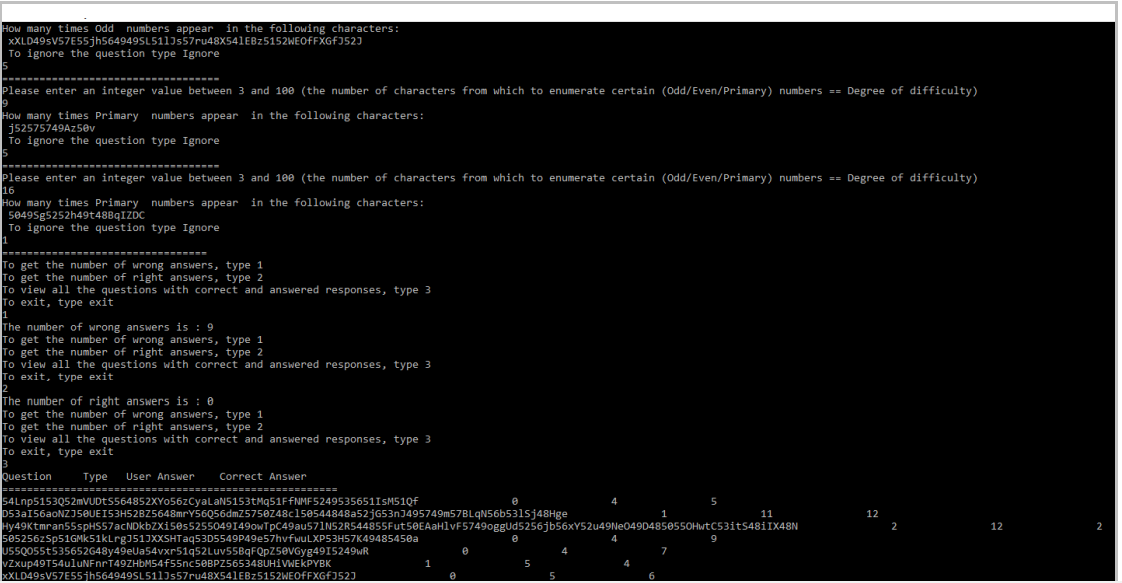 How many times Odd  numbers appear  in the following characters:
xXLD49sV57E55jh564949SL51lJs57ru48X54lEBz5152WEOfFXGfJ52J
To ignore the question type Ignore
5
===================================
Please enter an integer value between 3 and 100 (the number of characters from which to enumerate certain (Odd/Even/Primary) numbers == Degree of difficulty)
9
How many times Primary  numbers appear  in the following characters:
j52575749Az50v
To ignore the question type Ignore
5
===================================
Please enter an integer value between 3 and 100 (the number of characters from which to enumerate certain (Odd/Even/Primary) numbers == Degree of difficulty)
16
How many times Primary  numbers appear  in the following characters:
5049Sg5252h49t48BqIZDC
To ignore the question type Ignore
1
=================================
To get the number of wrong answers, type 1
To get the number of right answers, type 2
To view all the questions with correct and answered responses, type 3
To exit, type exit
1
The number of wrong answers is : 9
To get the number of wrong answers, type 1
To get the number of right answers, type 2
To view all the questions with correct and answered responses, type 3
To exit, type exit
2
The number of right answers is : 0
To get the number of wrong answers, type 1
To get the number of right answers, type 2
To view all the questions with correct and answered responses, type 3
To exit, type exit
3
Question     Type   User Answer    Correct Answer
======================================================
54Lnp5153Q52mVUDtS564852XYo56zCyaLaN5153tMq51FfNMF5249535651IsM51Qf     0     4     5
D53aI56aoNZJ50UEI53H52BZ5648mrY56Q56dmZ5750Z48cl50544848a52jG53nJ495749m57BLqN56b53lSj48Hge     1     11     12
Hy49Ktmran55spHS57acNDkbZXi50s5255O49I49owTpC49au57lN52R544855Fut50EAaHlvF5749oggUd5256jb56xY52u49NeO49D485055OHwtC53itS48iIX48N     2     12     2
505256zSp51GMk51kLrgJ51JXXSHTaq53D5549P49e57hvfwuLXP53H57K49485450a     0     4     9
U55QO55t535652G48y49eUa54vxr51q52Luv55BqFQpZ50VGyg49I5249wR     0     4     7
vZxup49T54uluNFnrT49ZHbM54f55nc50BPZ565348UHiVWEkPYBK     1     5     4
xXLD49sV57E55jh564949SL51lJs57ru48X54lEBz5152WEOfFXGfJ52J     0     5     6